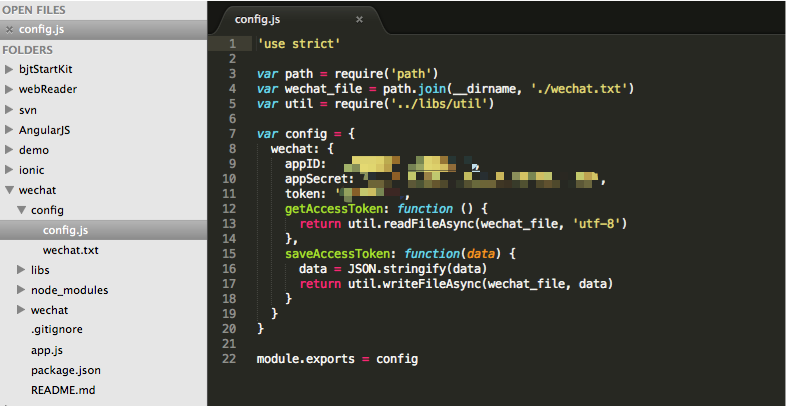 OPEN FILES
config.js
FOLDERS
bjtStartKit
webReader
svn
AngularJS
demo
ionic
wechat
config
config.js
wechat.txt
libs
node_modules
wechat
.gitignore
app.js
package.json
README.md
config.js
1 'use strict'
2
3 var path = require('path')
4 var wechat_file = path.join(__dirname, './wechat.txt')
5 var util = require('../libs/util')
6
7 var config = {
8 wechat: {
9 appID:
10 appSecret: ' ,
11 token: ' ,
12 getAccessToken: function () {
13 return util.readFileAsync(wechat_file, 'utf-8')
14 },
15 saveAccessToken: function(data) {
16 data = JSON.stringify(data)
17 return util.writeFileAsync(wechat_file, data)
18 }
19 }
20 }
21
22 module.exports = config